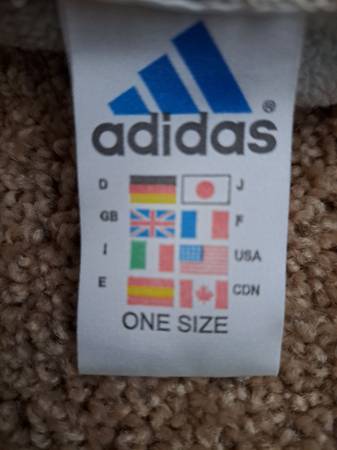 ®
adidas
D J
GB F
I USA
E CDN
ONE SIZE